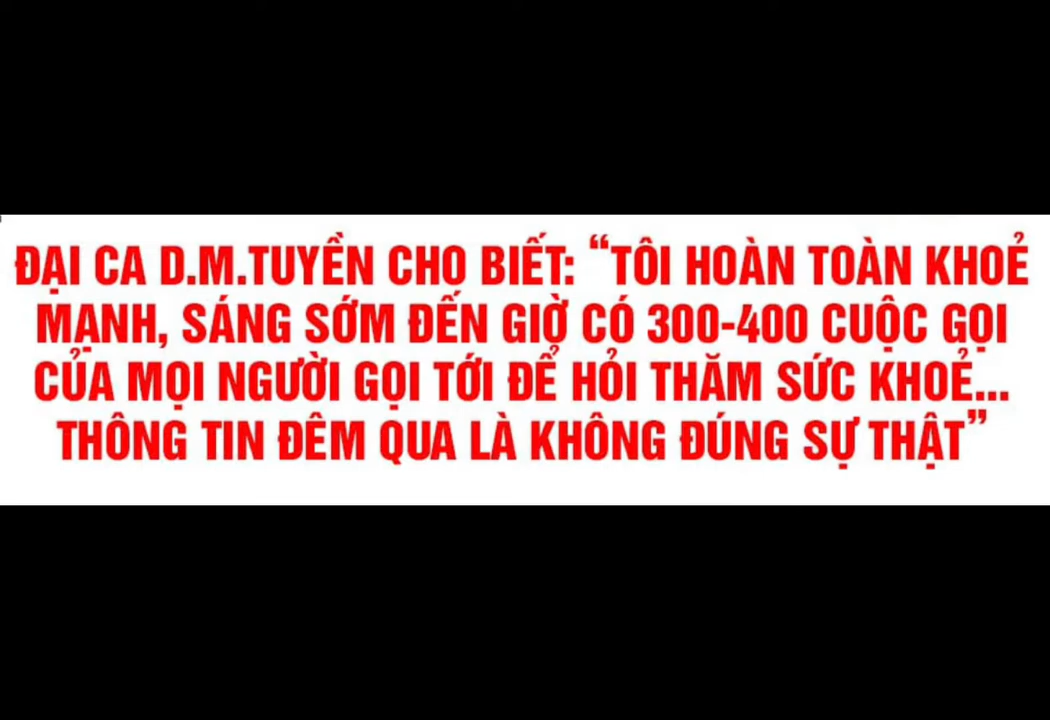 ĐẠI CA D.M.TUYỀN CHO BIẾT: “TÔI HOÀN TOÀN KHOẺ
MẠNH, SÁNG SỚM ĐẾN GIỜ CÓ 300-400 CUỘC GỌI
CỦA MỌI NGƯỜI GỌI TỚI ĐỂ HỎI THĂM SỨC KHOẺ...
THÔNG TIN ĐÊM QUA LÀ KHÔNG ĐÚNG SỰ THẬT”